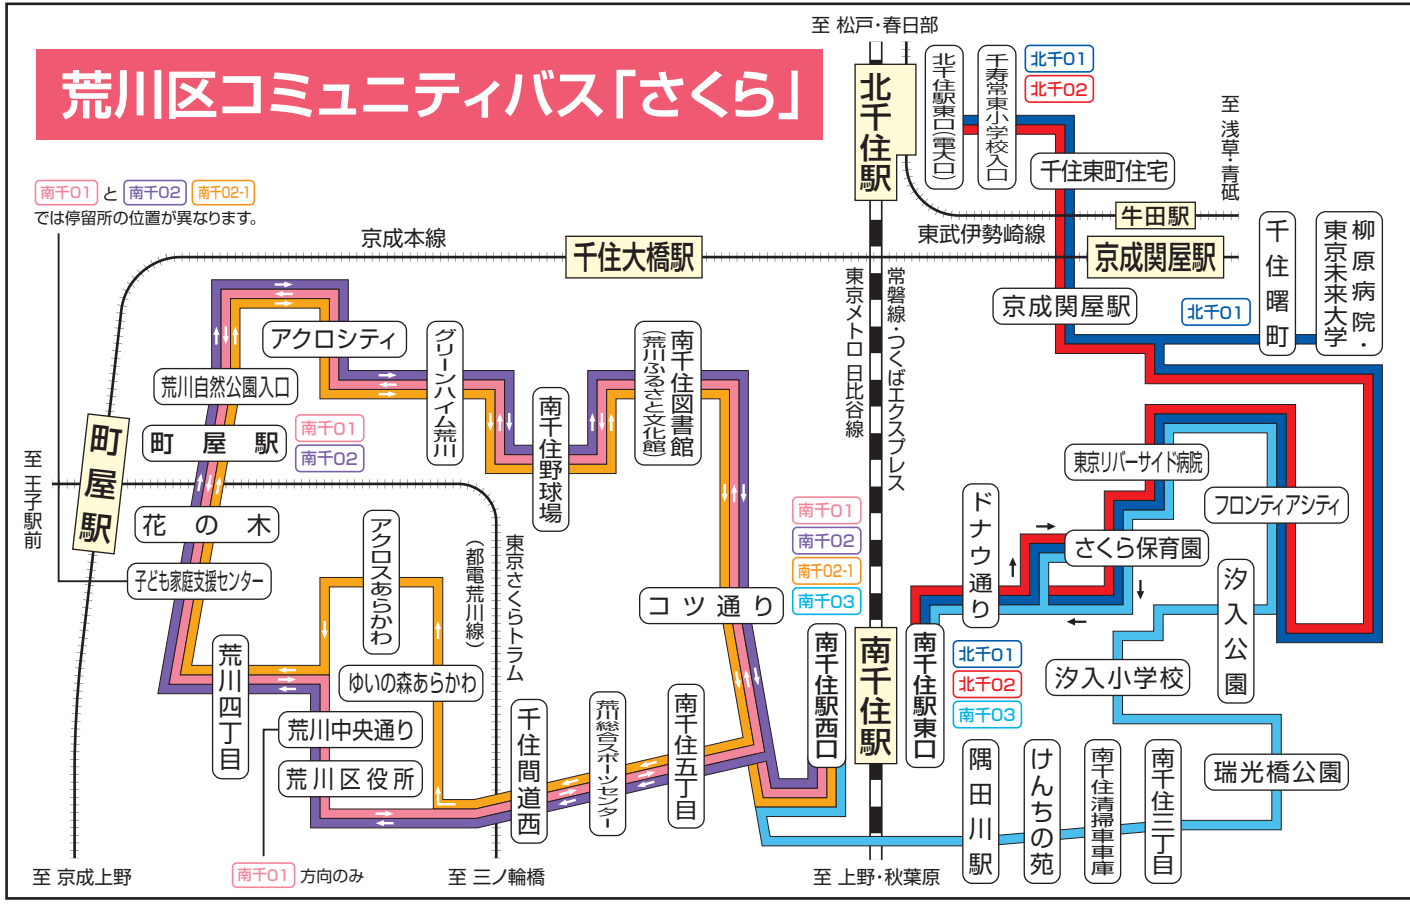 至 松戸・春日部
荒川区コミュニティバス「さくら」
北千住駅
北千住駅東口（電大口）
千寿常東小学校入口
北千01
北千02
至 浅草・青砥
千住東町住宅
南千01 と 南千02 南千02-1
では停留所の位置が異なります。
牛田駅
京成本線
東武伊勢崎線
千住大橋駅
京成関屋駅
千住曙町
柳原病院・
東京未来大学
東京メトロ日比谷線
常磐線・つくばエクスプレス
京成関屋駅
北千01
アクロシティ
グリーンハイム荒川
南千住図書館
（荒川ふるさと文化館）
荒川自然公園入口
南千住野球場
町屋駅
町屋駅
南千01
南千02
至 王子駅前
東京リバーサイド病院
フロンティアシティ
花の木
アクロスあらかわ
東京さくらトラム
（都電荒川線）
南千01
南千02
南千02-1
南千03
ドナウ通り
さくら保育園
子ども家庭支援センター
コツ通り
汐入公園
荒川四丁目
ゆいの森あらかわ
南千住駅西口
南千住駅
南千住駅東口
北千01
北千02
南千03
汐入小学校
荒川中央通り
荒川区役所
千住間道西
荒川総合スポーツセンター
南千住五丁目
隅田川駅
けんちの苑
南千住清掃車車庫
南千住三丁目
瑞光橋公園
至 京成上野
南千01 方向のみ
至 三ノ輪橋
至 上野・秋葉原